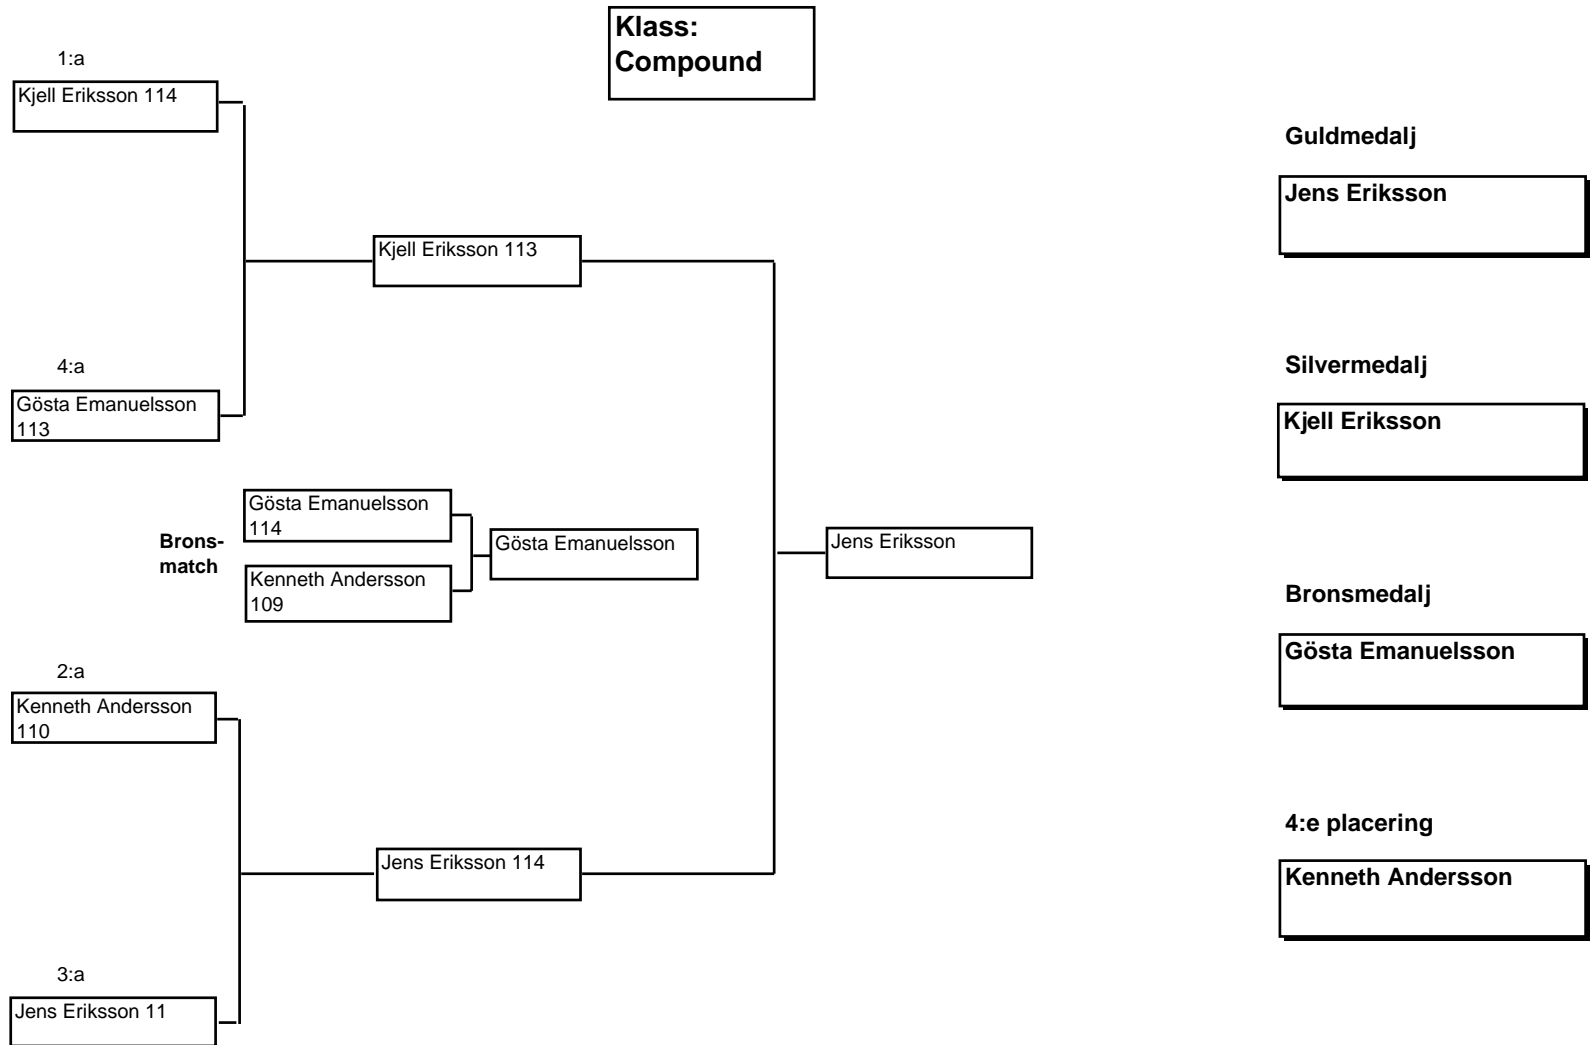 Klass:
Compound
1:a
Kjell Eriksson 114
Guldmedalj
Jens Eriksson
Kjell Eriksson 113
4:a
Gösta Emanuelsson
113
Silvermedalj
Kjell Eriksson
Gösta Emanuelsson
114
Brons-
match
Gösta Emanuelsson
Kenneth Andersson
109
Jens Eriksson
Bronsmedalj
Gösta Emanuelsson
2:a
Kenneth Andersson
110
Jens Eriksson 114
4:e placering
Kenneth Andersson
3:a
Jens Eriksson 11